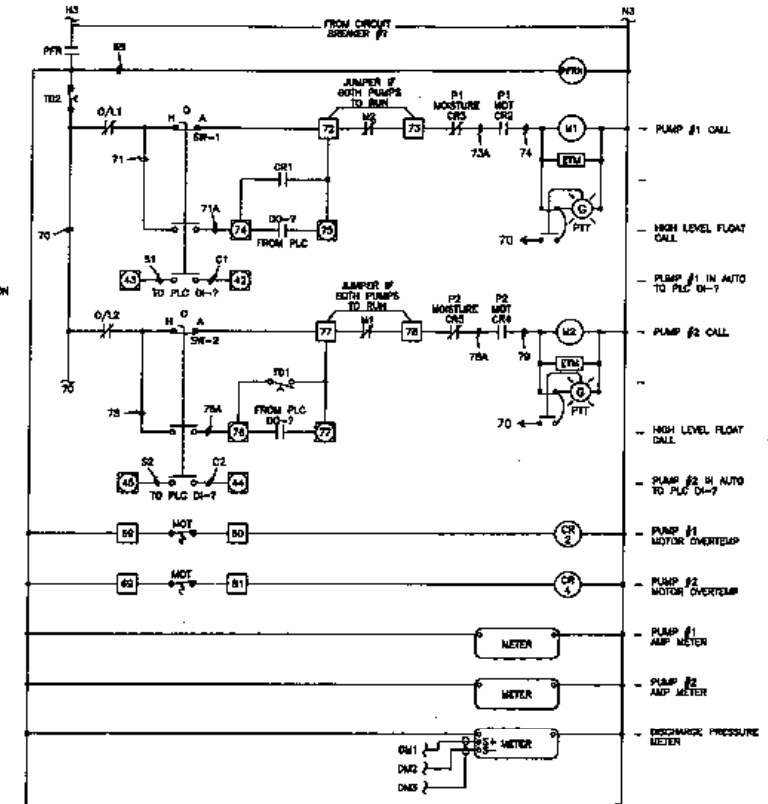 H3
N3
FROM CIRCUIT
BREAKER #?
PFR
PFRH
TD2
O/L1
H O A
SW-1
JUMPER IF
BOTH PUMPS
TO RUN
72
M2
73
P1
MOISTURE
CR3
73A
P1
MOT
CR2
74
M1
PUMP #1 CALL
ETM
71
CR1
71A
74
DO-?
FROM PLC
75
G
PTT
70
HIGH LEVEL FLOAT
CALL
70
ON
43
S1
C1
42
TO PLC DI-?
PUMP #1 IN AUTO
TO PLC DI-?
O/L2
H O A
SW-2
JUMPER IF
BOTH PUMPS
TO RUN
77
M1
78
P2
MOISTURE
CR5
78A
P2
MOT
CR4
79
M2
PUMP #2 CALL
ETM
70
TD1
G
PTT
76A
76
FROM PLC
DO-?
77
70
HIGH LEVEL FLOAT
CALL
45
S2
C2
44
TO PLC DI-?
PUMP #2 IN AUTO
TO PLC DI-?
59
MOT
60
CR
2
PUMP #1
MOTOR OVERTEMP
62
MOT
61
CR
4
PUMP #2
MOTOR OVERTEMP
METER
PUMP #1
AMP METER
METER
PUMP #2
AMP METER
METER
DISCHARGE PRESSURE
METER
DM1
DM2
DM3